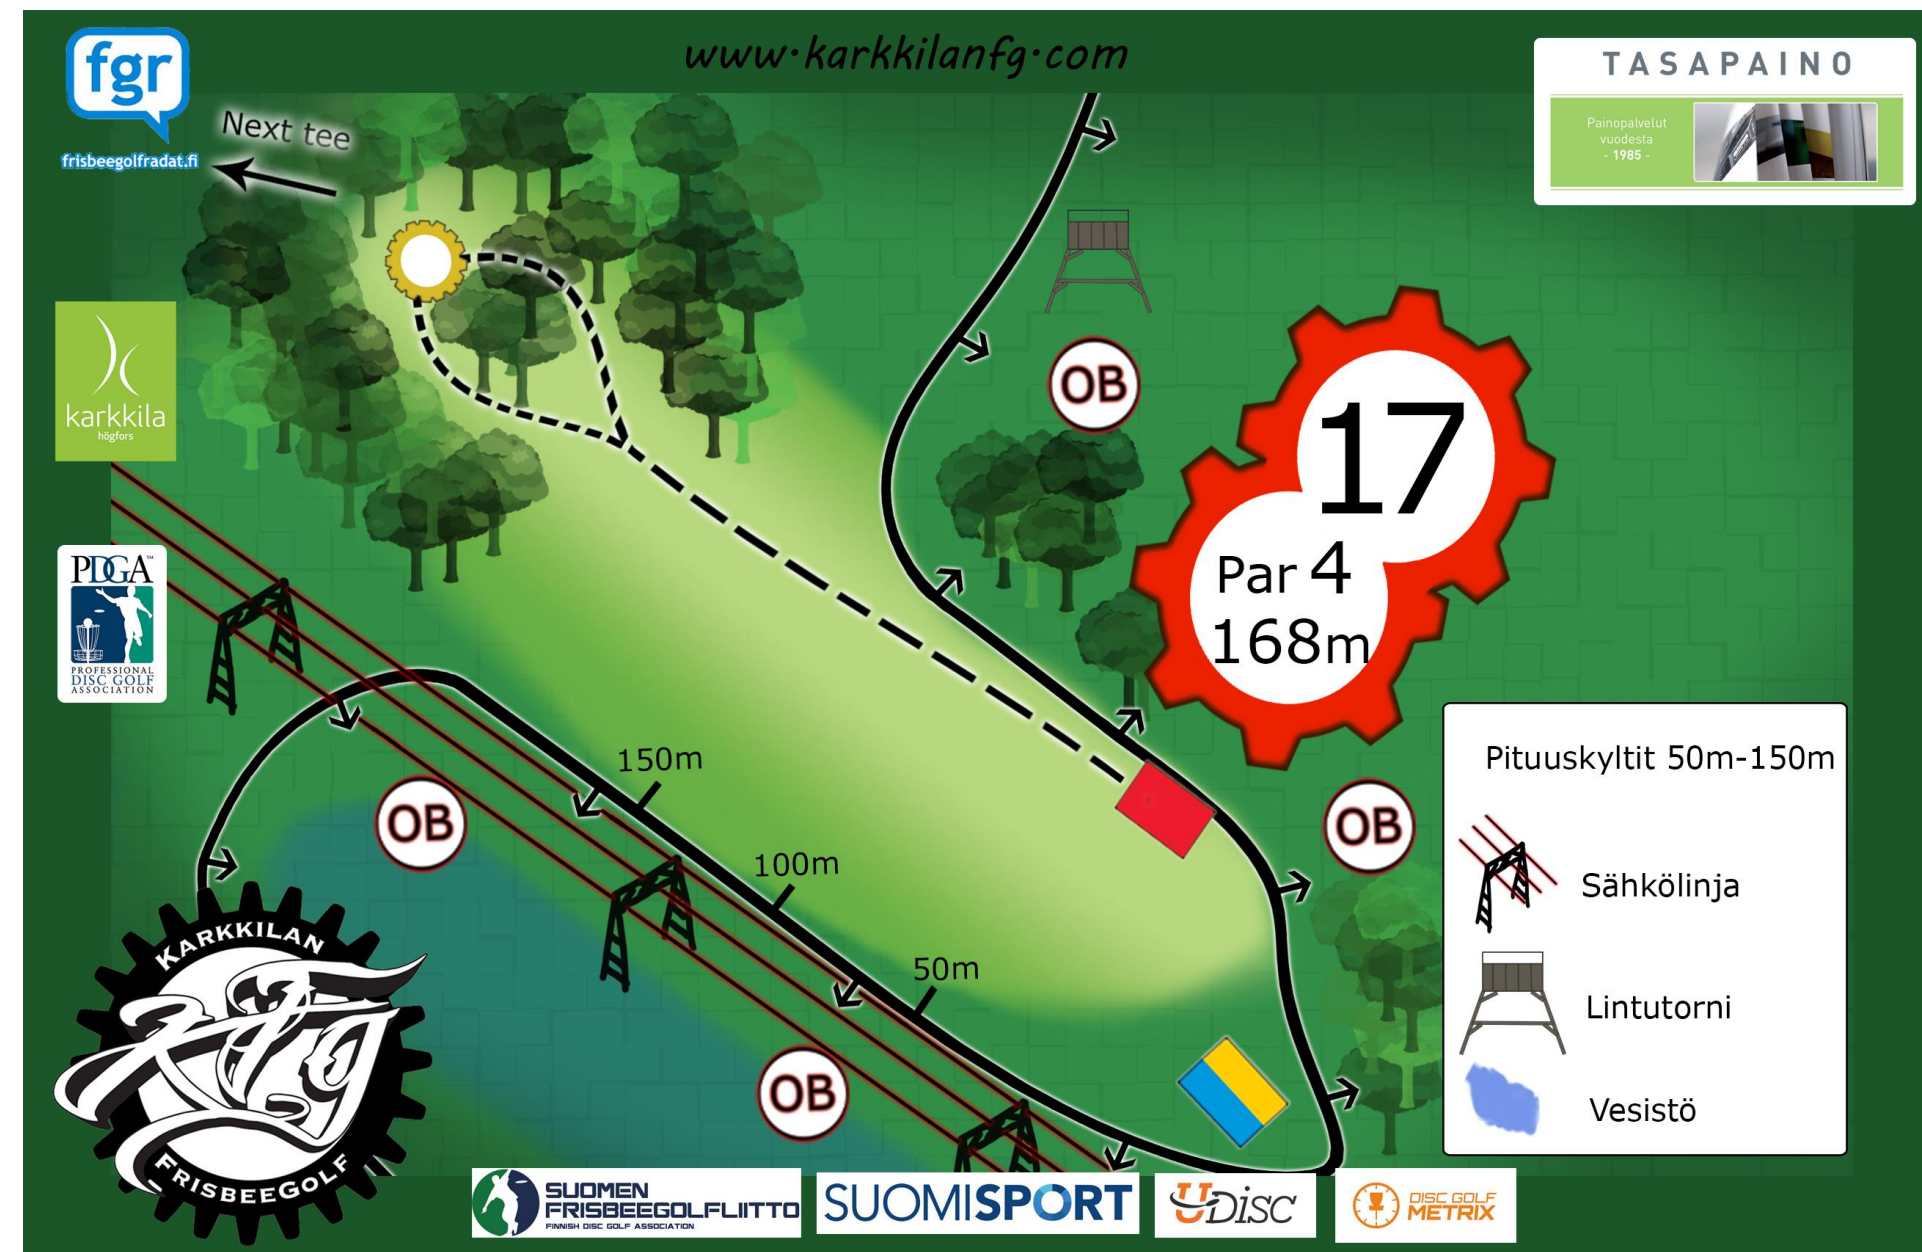 www.karkkilanfg.com
fgr
frisbeegolfradat.fi
Next tee
TASAPAINO
Painopalvelut
vuodesta
- 1985 -
karkkila
högfors
OB
17
Par 4
168m
PDGA™
PROFESSIONAL
DISC GOLF
ASSOCIATION
150m
100m
50m
OB
OB
OB
Pituuskyltit 50m-150m
Sähkölinja
Lintutorni
Vesistö
KARKKILAN
KFg
FRISBEEGOLF
SUOMEN
FRISBEEGOLFLIITTO
FINNISH DISC GOLF ASSOCIATION
SUOMISPORT
UDisc
DISC GOLF
METRIX